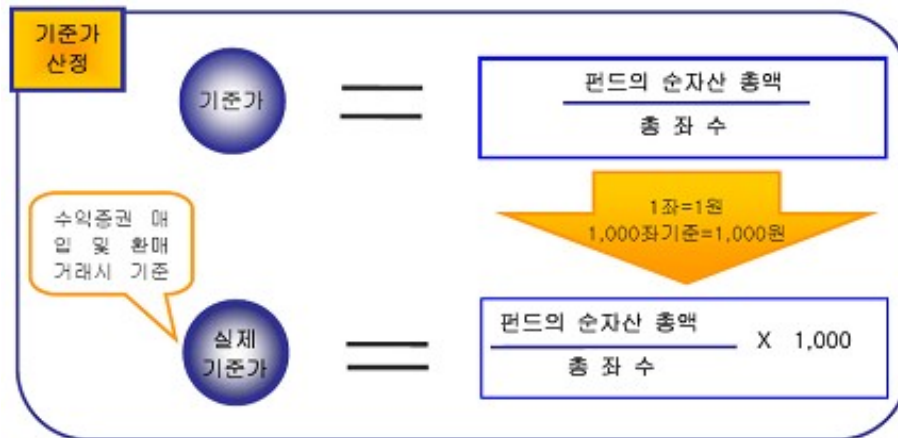 기준가
산정
기준가
펀드의 순자산 총액
총 좌 수
1좌=1원
1,000좌기준=1,000원
수익증권 매
입 및 환매
거래시 기준
실제
기준가
펀드의 순자산 총액
X 1,000
총 좌 수